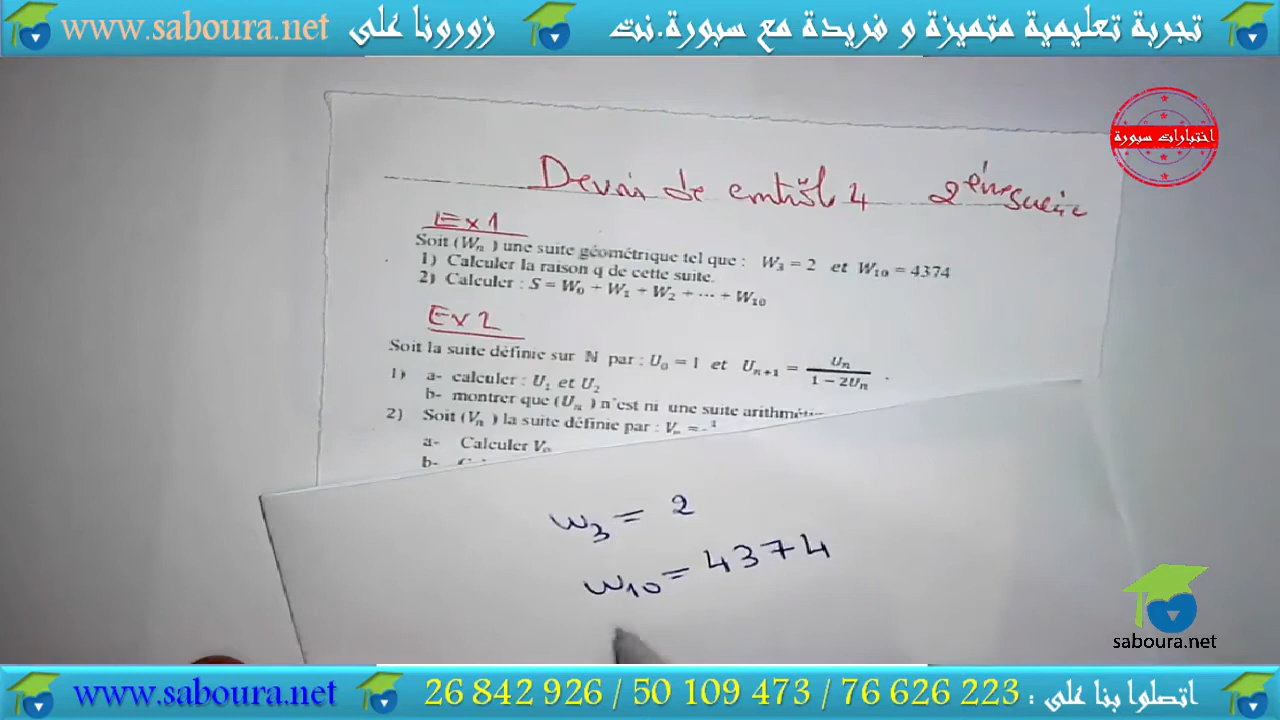 www.saboura.net زورونا على تجربة تعليمية متميزة و فريدة مع سبورة.نت
اختبارات سبورة
Devoir de contrôle 4 2ème
Ex 1
Soit (Wn) une suite géométrique tel que : W3 = 2 et W10 = 4374
1) Calculer la raison q de cette suite.
2) Calculer : S = W0 + W1 + W2 + ⋯ + W10
Ex 2
Soit la suite définie sur ℕ par : U0 = 1 et Un+1 = Un / (1 − 2Un) .
1) a- calculer : U1 et U2
b- montrer que (Un) n'est ni une suite arithmét
2) Soit (Vn) la suite définie par : Vn =
a- Calculer V0
b-
w3 = 2
w10 = 4374
saboura.net
www.saboura.net 26 842 926 / 50 109 473 / 76 626 223 : اتصلوا بنا على